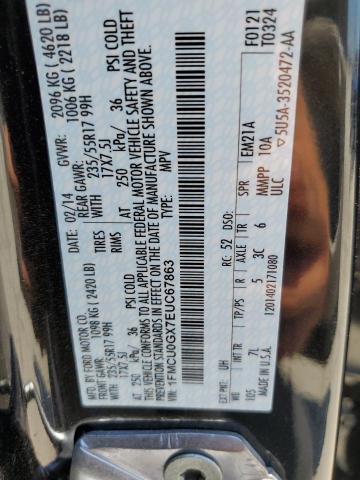 BY FORD MOTOR CO. 02/14 GVWR: 2096 KG ( 4620 LB)
FRONT GAWR: 1098 KG (2420 LB) REAR GAWR: 1006 KG ( 2218 LB)
235/55R17 99H TIRES 235/55R17 99H
17X7.5J RIMS 17X7.5J
AT 250 kPa/ 36 PSI COLD AT 250 kPa/ 36 PSI COLD
THIS VEHICLE CONFORMS TO ALL APPLICABLE FEDERAL MOTOR VEHICLE SAFETY AND THEFT
PREVENTION STANDARDS IN EFFECT ON THE DATE OF MANUFACTURE SHOWN ABOVE.
1FMCU0GX7EUC67863 MPV
F0121
T0324
EXT UH RC: 52 DSO: EM21A
INT TR TP/PS R AXLE TR SPR
105 7L 5 3C 6 MMPP 10A
MADE IN U.S.A. 1201402171080 ULC ▽5U5A-3520472-AA